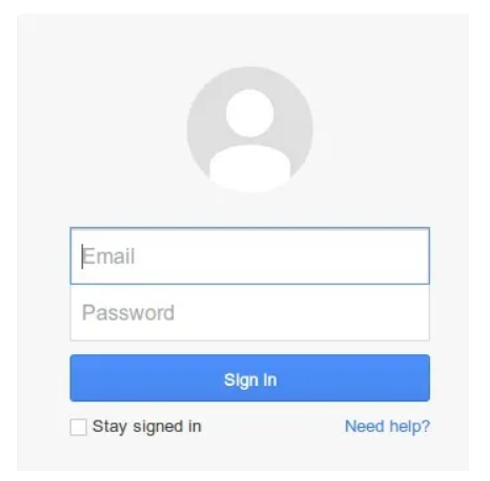 Email
Password
Sign in
Stay signed in
Need help?